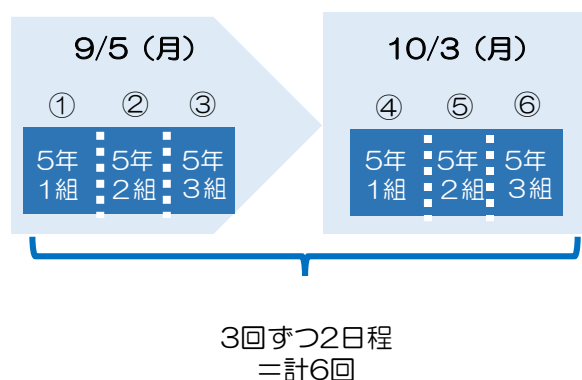 9/5（月）
① ② ③
5年 5年 5年
1組 2組 3組
10/3（月）
④ ⑤ ⑥
5年 5年 5年
1組 2組 3組
3回ずつ2日程
＝計6回